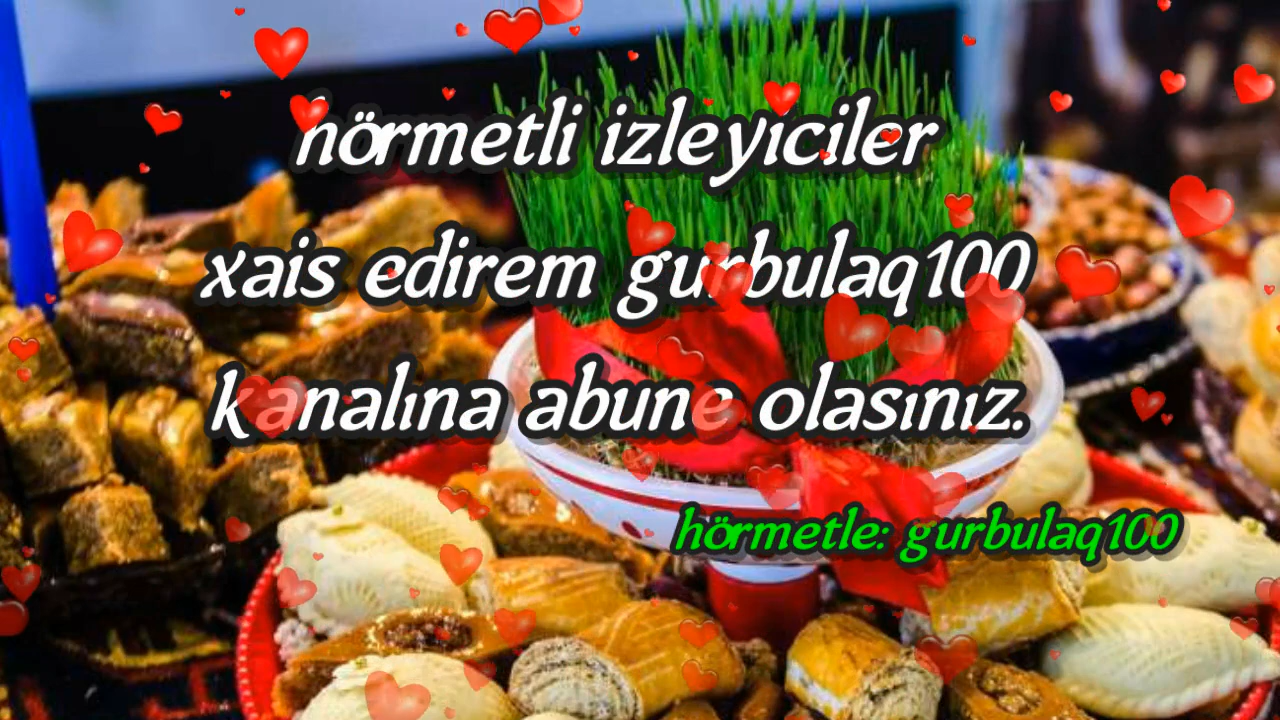 hörmetli izleyiciler
xais edirem gurbulaq100
kanalına abune olasınız.
hörmetle: gurbulaq100